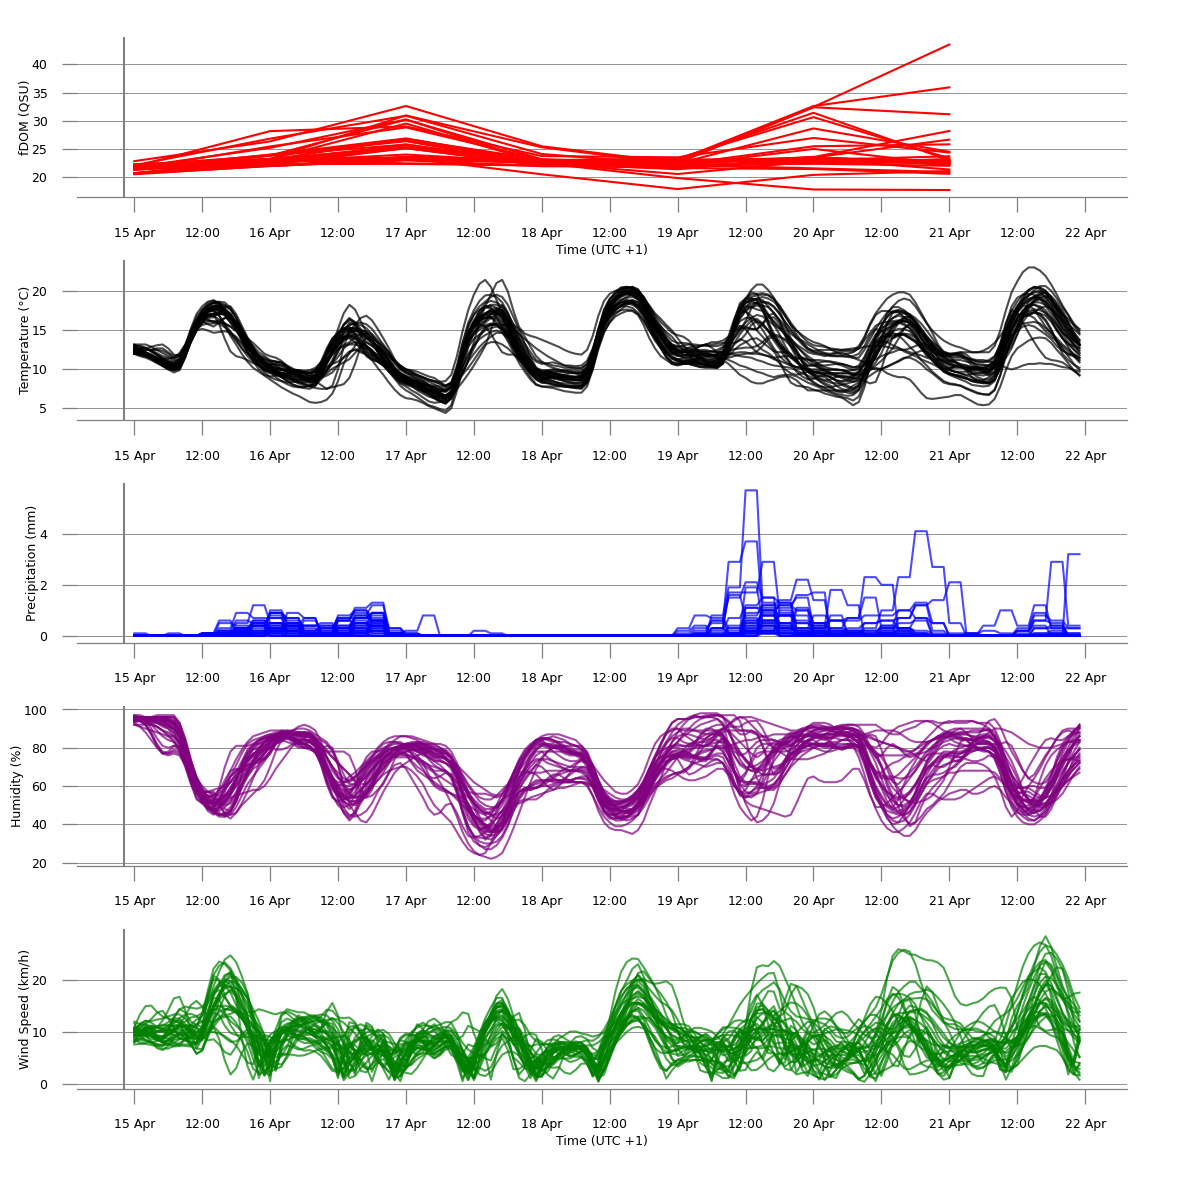 fDOM (QSU)
40
35
30
25
20
15 Apr 12:00 16 Apr 12:00 17 Apr 12:00 18 Apr 12:00 19 Apr 12:00 20 Apr 12:00 21 Apr 12:00 22 Apr
Time (UTC +1)
Temperature (°C)
20
15
10
5
15 Apr 12:00 16 Apr 12:00 17 Apr 12:00 18 Apr 12:00 19 Apr 12:00 20 Apr 12:00 21 Apr 12:00 22 Apr
Precipitation (mm)
4
2
0
15 Apr 12:00 16 Apr 12:00 17 Apr 12:00 18 Apr 12:00 19 Apr 12:00 20 Apr 12:00 21 Apr 12:00 22 Apr
Humidity (%)
100
80
60
40
20
15 Apr 12:00 16 Apr 12:00 17 Apr 12:00 18 Apr 12:00 19 Apr 12:00 20 Apr 12:00 21 Apr 12:00 22 Apr
Wind Speed (km/h)
20
10
0
15 Apr 12:00 16 Apr 12:00 17 Apr 12:00 18 Apr 12:00 19 Apr 12:00 20 Apr 12:00 21 Apr 12:00 22 Apr
Time (UTC +1)